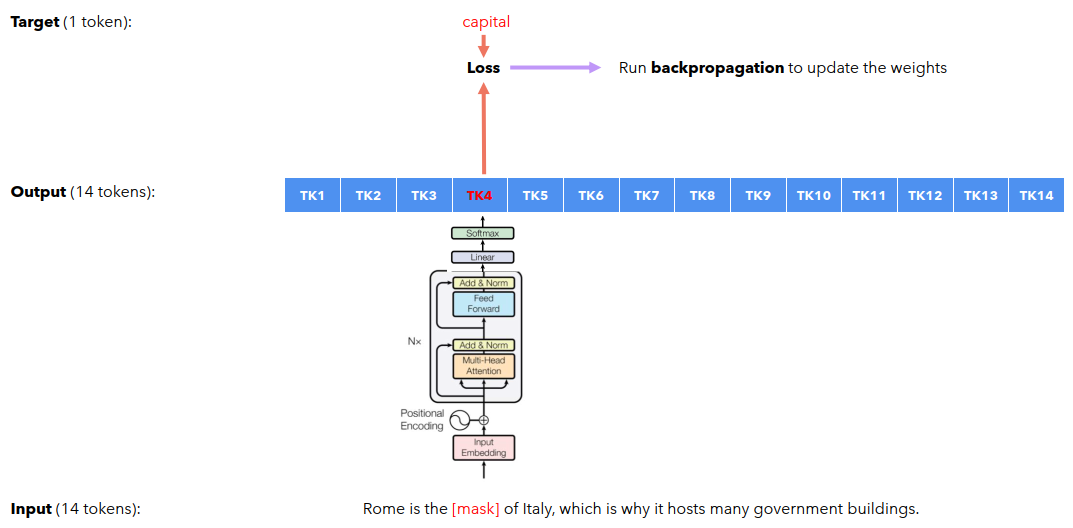 Target (1 token):
capital
Loss
Run backpropagation to update the weights
Output (14 tokens):
TK1 TK2 TK3 TK4 TK5 TK6 TK7 TK8 TK9 TK10 TK11 TK12 TK13 TK14
Softmax
Linear
Add & Norm
Feed
Forward
Nx
Add & Norm
Multi-Head
Attention
Positional
Encoding
Input
Embedding
Input (14 tokens):
Rome is the [mask] of Italy, which is why it hosts many government buildings.